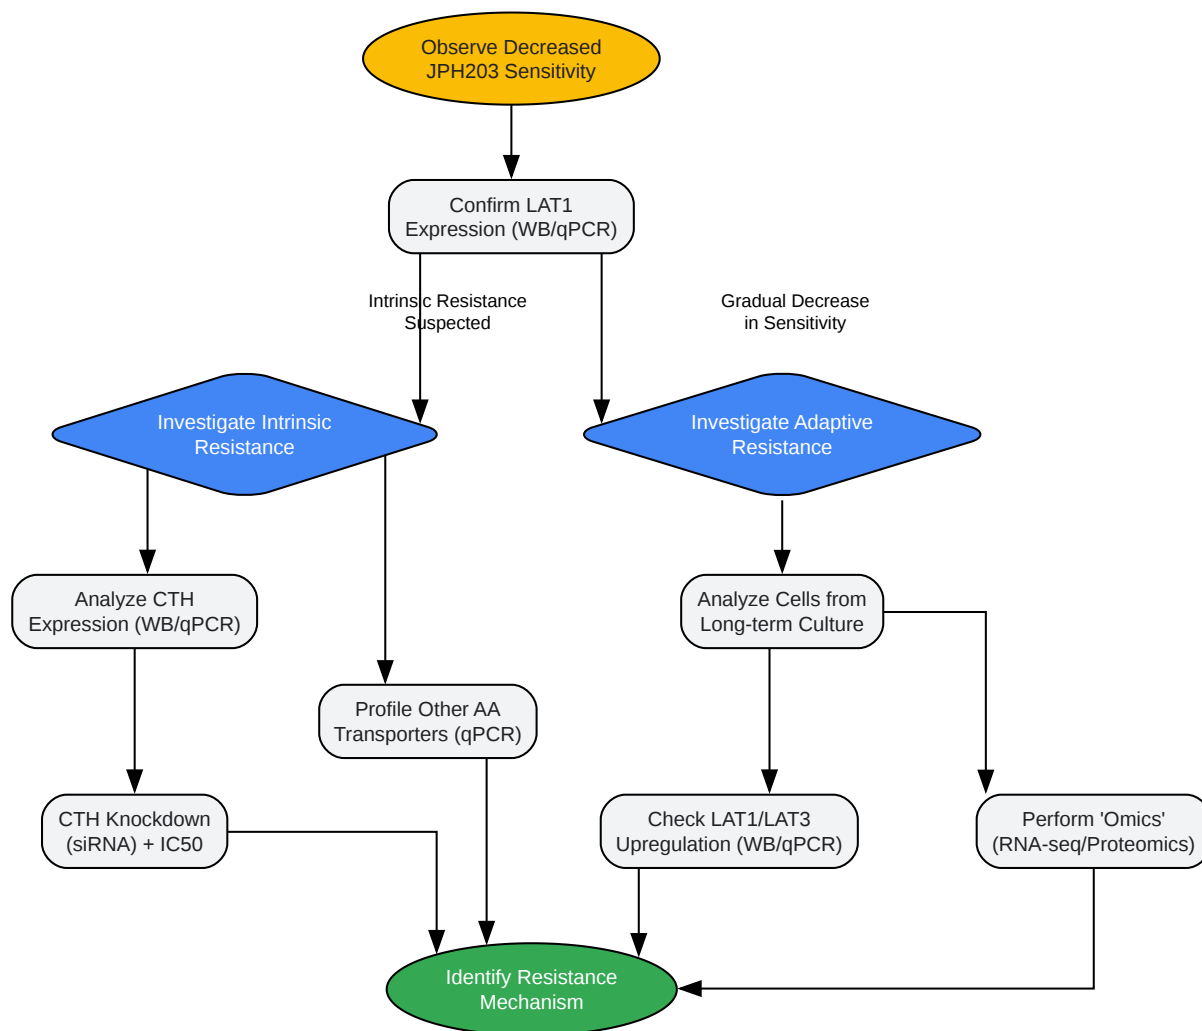 Observe Decreased
JPH203 Sensitivity
Confirm LAT1
Expression (WB/qPCR)
Intrinsic Resistance
Suspected
Gradual Decrease
in Sensitivity
Investigate Intrinsic
Resistance
Investigate Adaptive
Resistance
Analyze CTH
Expression (WB/qPCR)
Analyze Cells from
Long-term Culture
Profile Other AA
Transporters (qPCR)
CTH Knockdown
(siRNA) + IC50
Check LAT1/LAT3
Upregulation (WB/qPCR)
Perform 'Omics'
(RNA-seq/Proteomics)
Identify Resistance
Mechanism